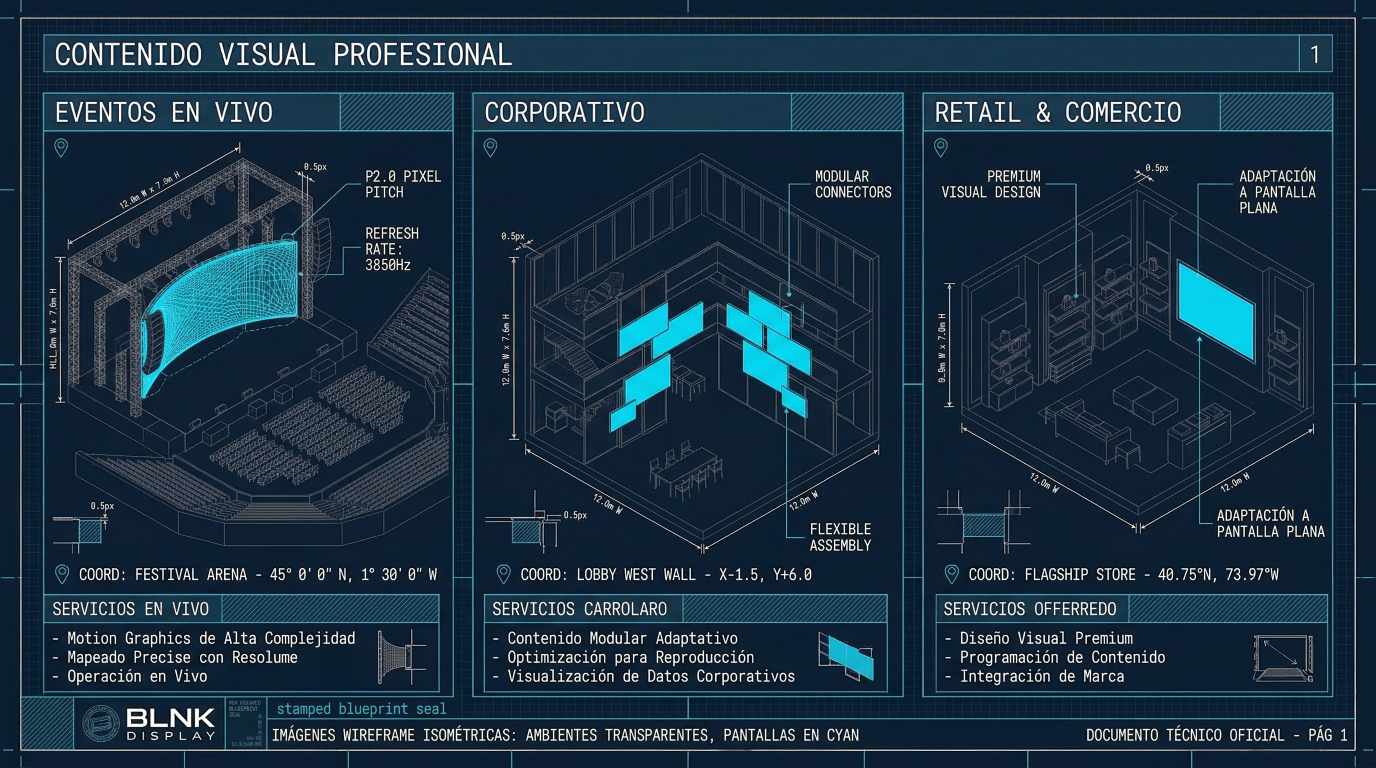 CONTENIDO VISUAL PROFESIONAL
1
EVENTOS EN VIVO
12.0m W x 7.0m H
0.5px
P2.0 PIXEL
PITCH
REFRESH
RATE:
3850Hz
0.5px
COORD: FESTIVAL ARENA - 45° 0' 0" N, 1° 30' 0" W
SERVICIOS EN VIVO
- Motion Graphics de Alta Complejidad
- Mapeado Precise con Resolume
- Operación en Vivo
CORPORATIVO
MODULAR
CONNECTORS
0.5px
12.0m W x 7.6m H
12.0m W
12.0m W
0.5px
FLEXIBLE
ASSEMBLY
COORD: LOBBY WEST WALL - X-1.5, Y+6.0
SERVICIOS CARROLARO
- Contenido Modular Adaptativo
- Optimización para Reproducción
- Visualización de Datos Corporativos
RETAIL & COMERCIO
PREMIUM
VISUAL DESIGN
0.5px
ADAPTACIÓN
A PANTALLA
PLANA
12.0m W
12.0m H
ADAPTACIÓN A
PANTALLA PLANA
COORD: FLAGSHIP STORE - 40.75°N, 73.97°W
SERVICIOS OFFERREDO
- Diseño Visual Premium
- Programación de Contenido
- Integración de Marca
BLNK
DISPLAY
stamped blueprint seal
IMÁGENES WIREFRAME ISOMÉTRICAS: AMBIENTES TRANSPARENTES, PANTALLAS EN CYAN
DOCUMENTO TÉCNICO OFICIAL - PÁG 1